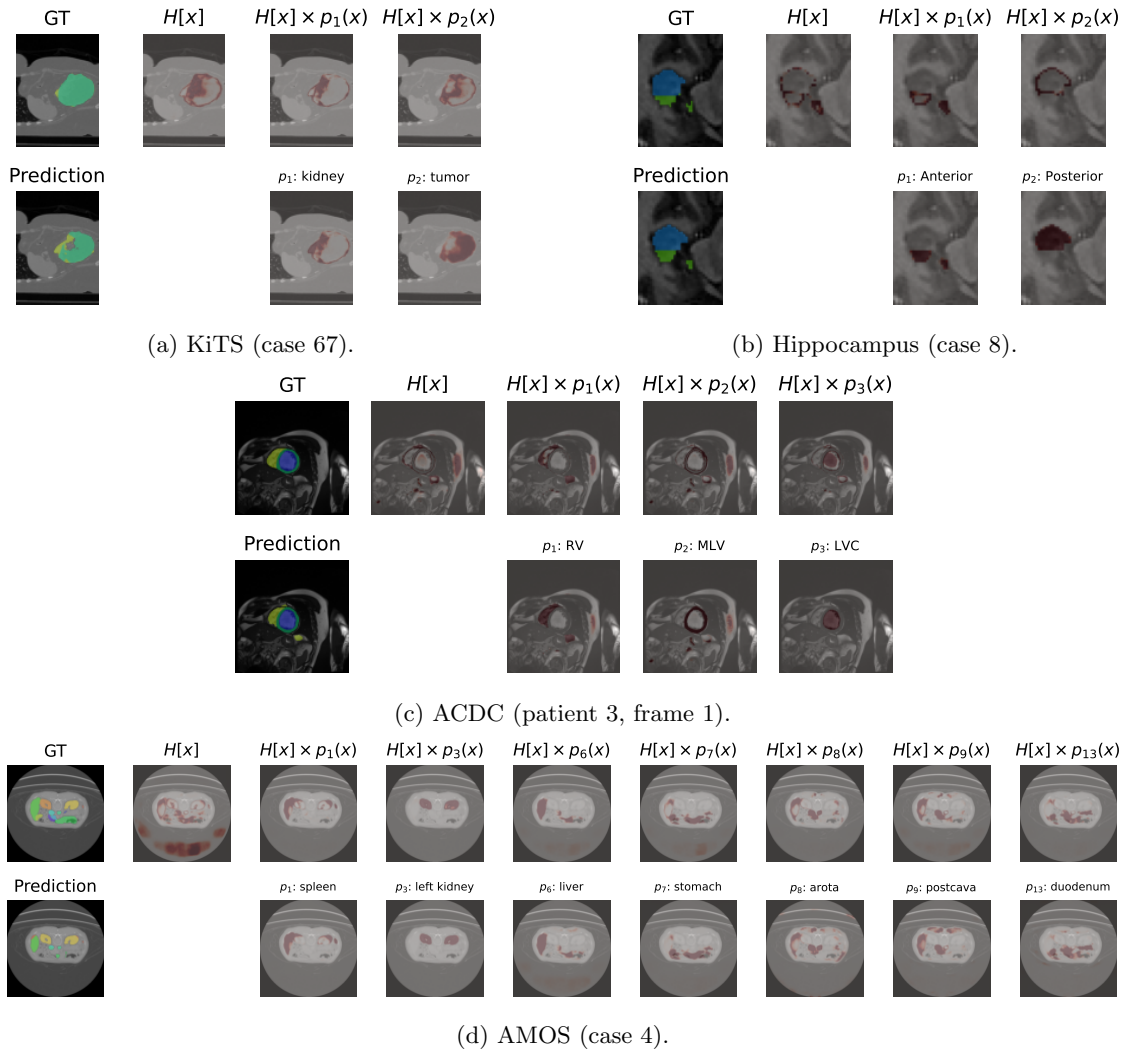 GT H[x] H[x] × p₁(x) H[x] × p₂(x)
Prediction p₁: kidney p₂: tumor
(a) KiTS (case 67).
GT H[x] H[x] × p₁(x) H[x] × p₂(x)
Prediction p₁: Anterior p₂: Posterior
(b) Hippocampus (case 8).
GT H[x] H[x] × p₁(x) H[x] × p₂(x) H[x] × p₃(x)
Prediction p₁: RV p₂: MLV p₃: LVC
(c) ACDC (patient 3, frame 1).
GT H[x] H[x] × p₁(x) H[x] × p₃(x) H[x] × p₆(x) H[x] × p₇(x) H[x] × p₈(x) H[x] × p₉(x) H[x] × p₁₃(x)
Prediction p₁: spleen p₃: left kidney p₆: liver p₇: stomach p₈: arota p₉: postcava p₁₃: duodenum
(d) AMOS (case 4).